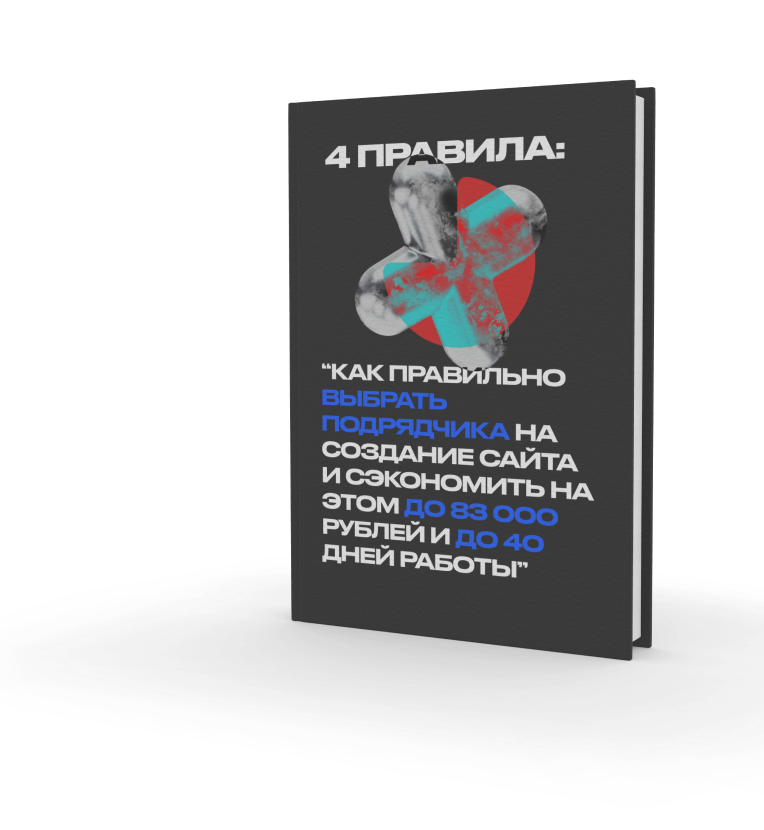 4 ПРАВИЛА:
“КАК ПРАВИЛЬНО
ВЫБРАТЬ
ПОДРЯДЧИКА НА
СОЗДАНИЕ САЙТА
И СЭКОНОМИТЬ НА
ЭТОМ ДО 83 000
РУБЛЕЙ И ДО 40
ДНЕЙ РАБОТЫ”